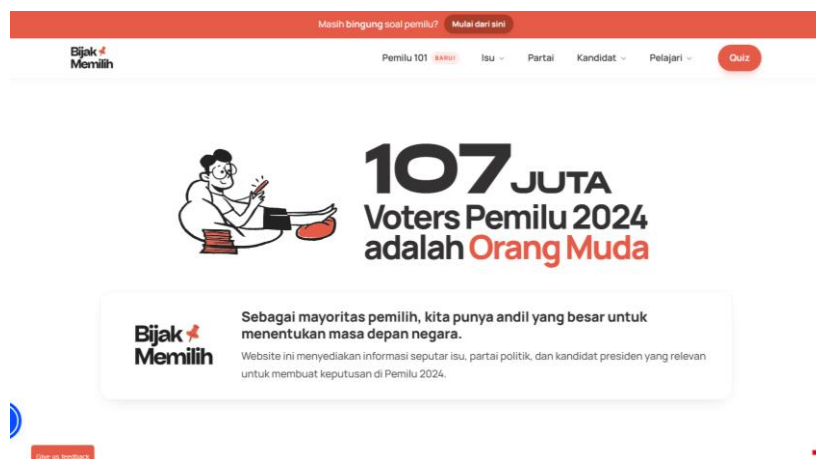 Masih bingung soal pemilu? Mulai dari sini
Bijak
Memilih
Pemilu 101 BARU! Isu Partai Kandidat Pelajari Quiz
107 JUTA
Voters Pemilu 2024
adalah Orang Muda
Bijak
Memilih
Sebagai mayoritas pemilih, kita punya andil yang besar untuk
menentukan masa depan negara.
Website ini menyediakan informasi seputar isu, partai politik, dan kandidat presiden yang relevan
untuk membuat keputusan di Pemilu 2024.
Give us feedback